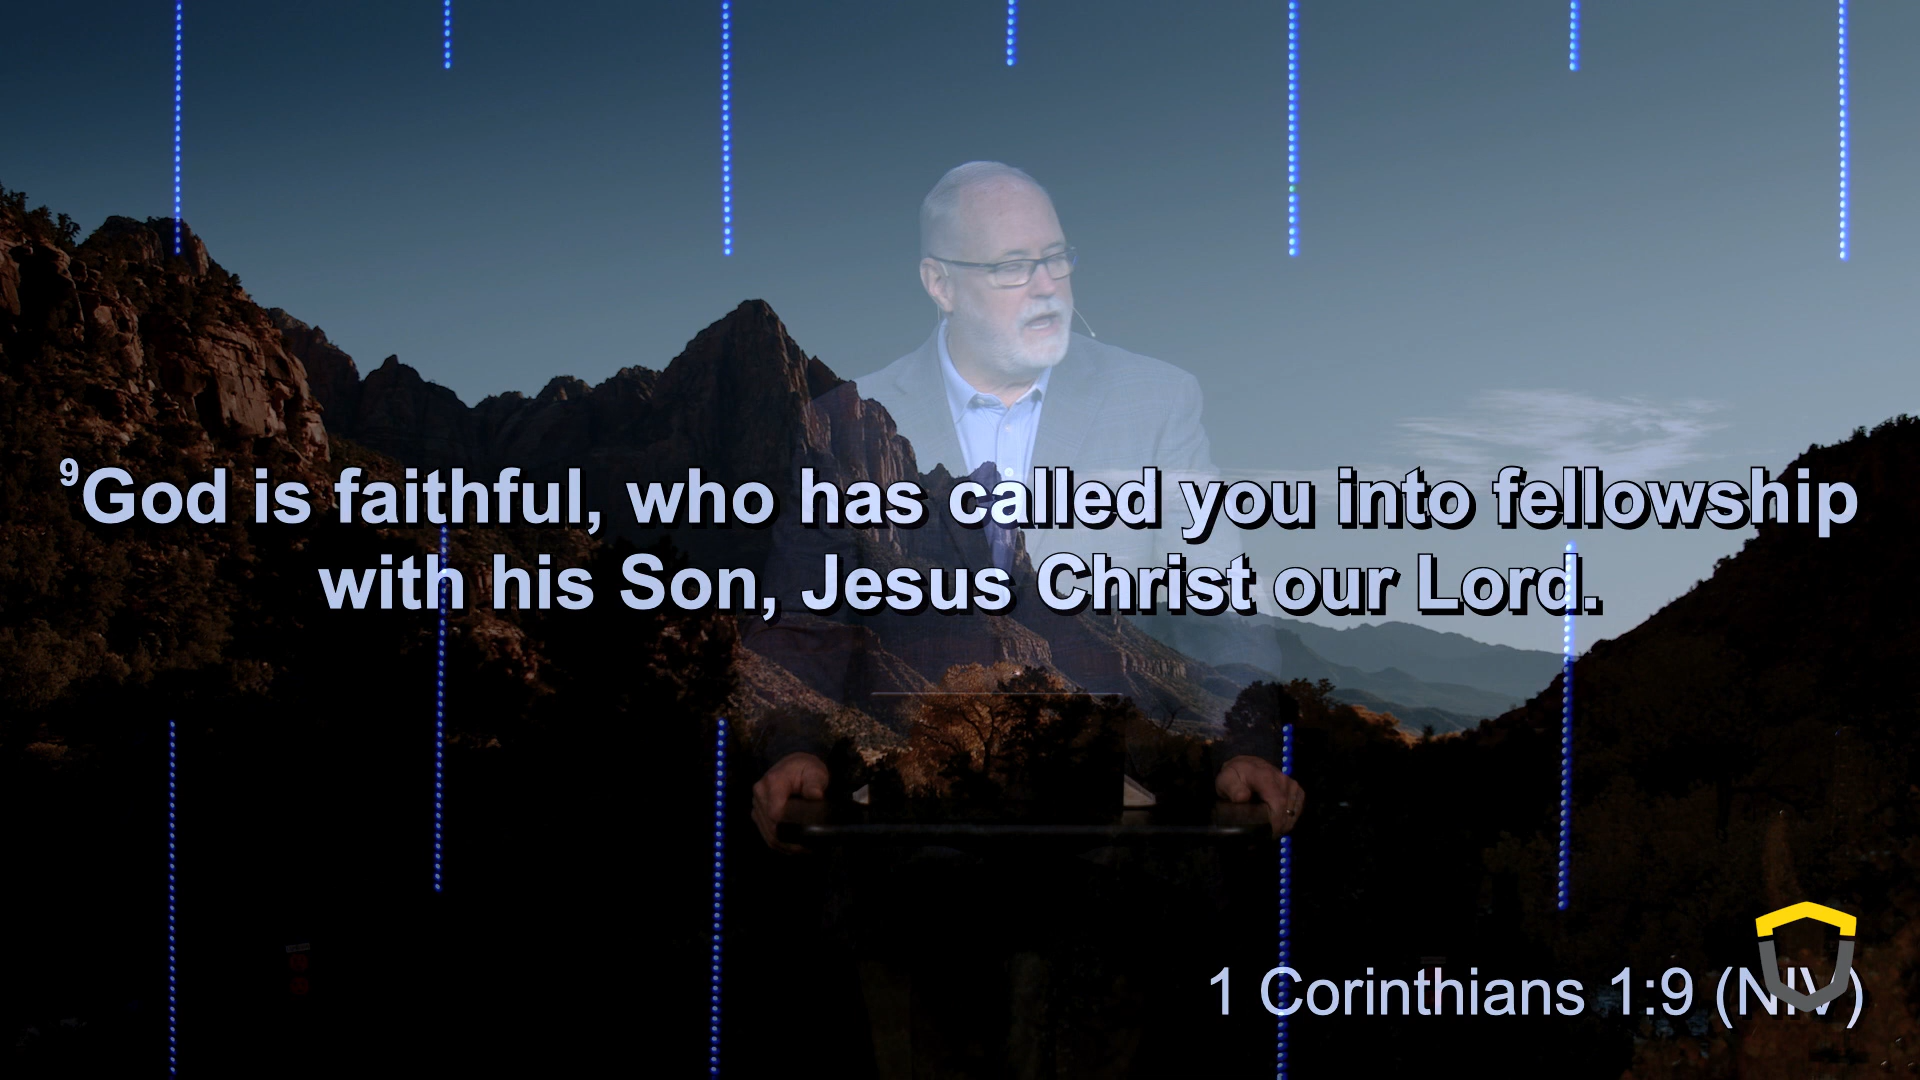 ⁹God is faithful, who has called you into fellowship
with his Son, Jesus Christ our Lord.
1 Corinthians 1:9 (NIV)